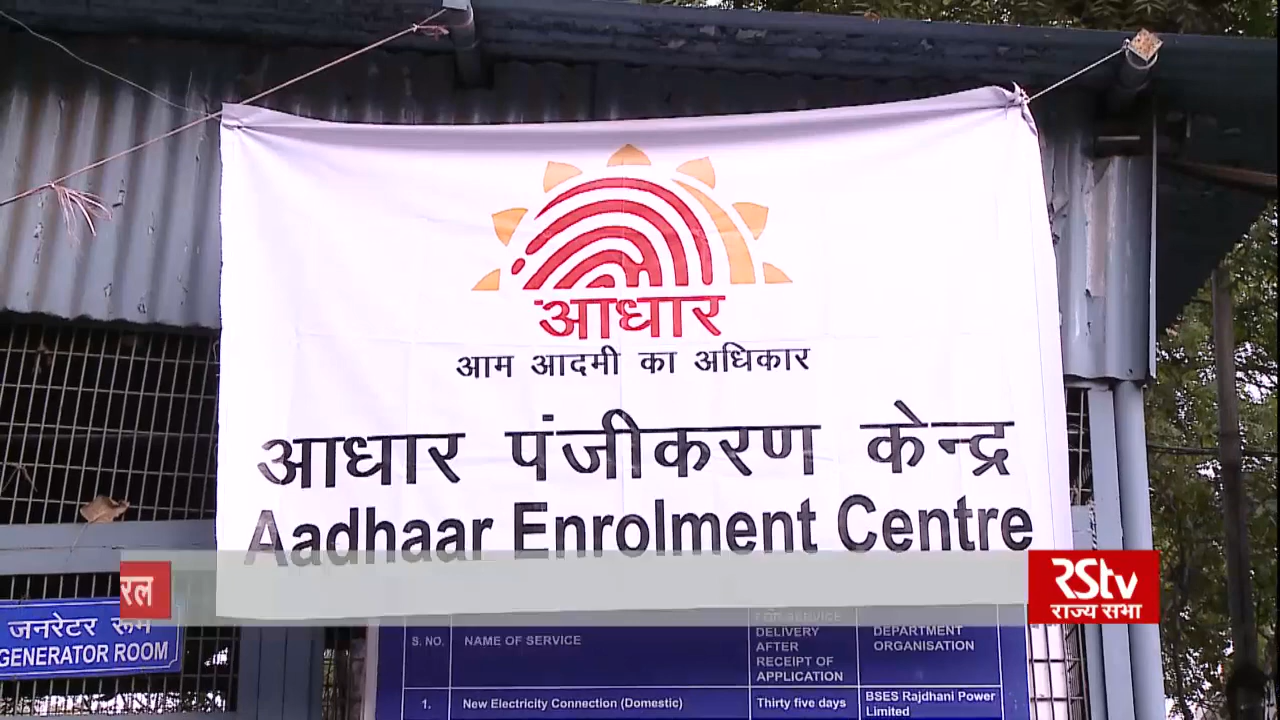 आधार
आम आदमी का अधिकार
आधार पंजीकरण केन्द्र
Aadhaar Enrolment Centre
रल
RStv
राज्य सभा
जनरेटर रूम
GENERATOR ROOM
S. NO.
NAME OF SERVICE
FOR SERVICE
DELIVERY
AFTER
RECEIPT OF
APPLICATION
DEPARTMENT
ORGANISATION
1.
New Electricity Connection (Domestic)
Thirty five days
BSES Rajdhani Power
Limited